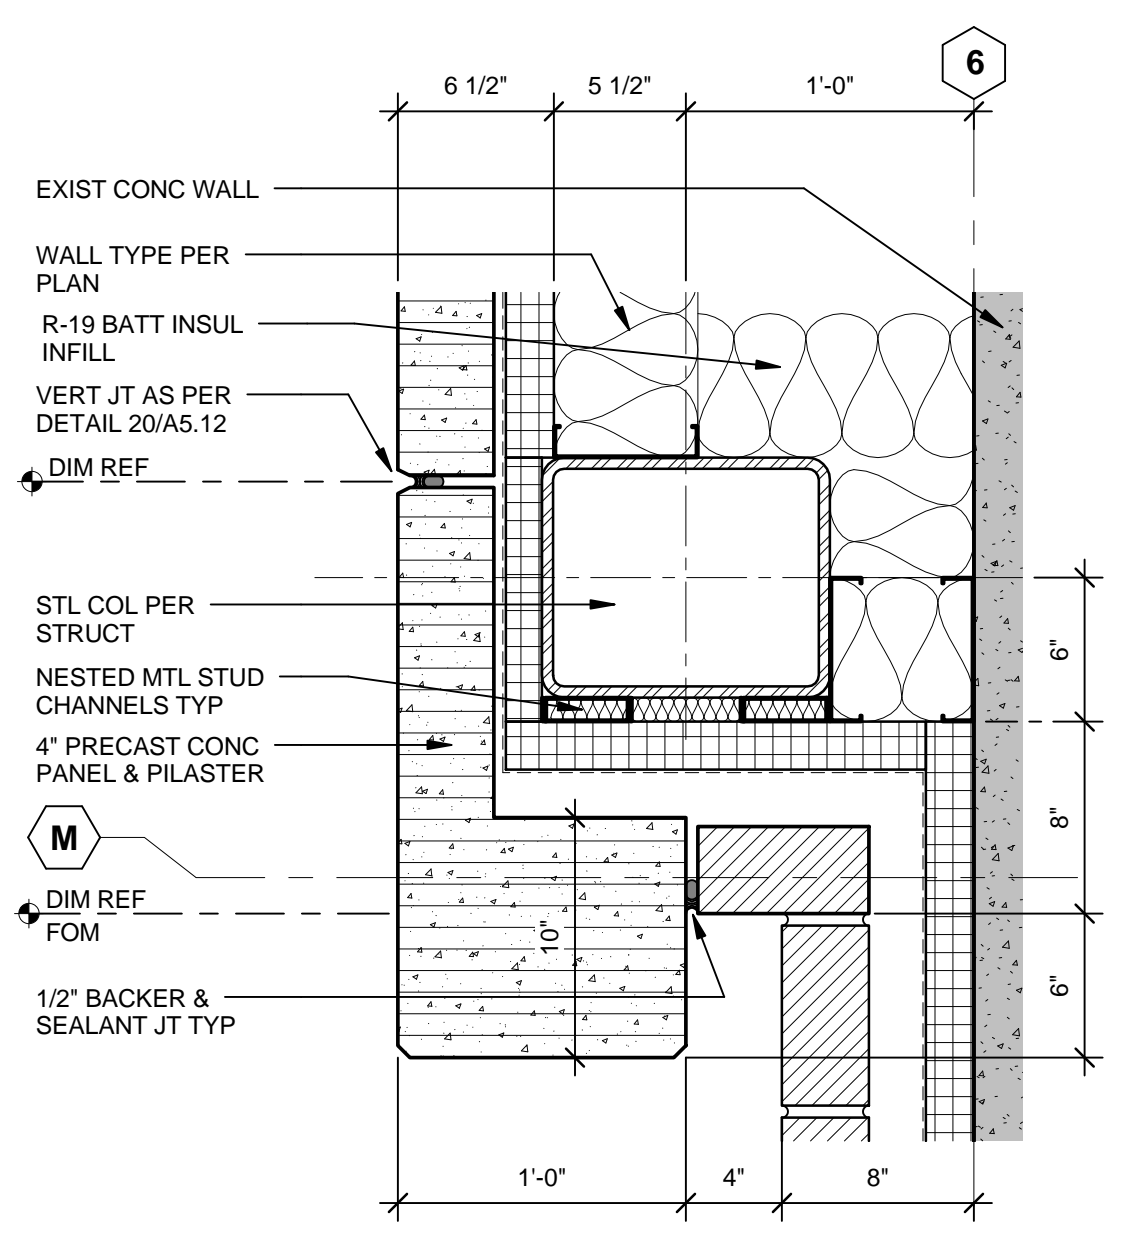 6
6 1/2"
5 1/2"
1'-0"
EXIST CONC WALL
WALL TYPE PER
PLAN
R-19 BATT INSUL
INFILL
VERT JT AS PER
DETAIL 20/A5.12
DIM REF
STL COL PER
STRUCT
6"
NESTED MTL STUD
CHANNELS TYP
4" PRECAST CONC
PANEL & PILASTER
8"
M
DIM REF
FOM
10"
6"
1/2" BACKER &
SEALANT JT TYP
1'-0"
4"
8"